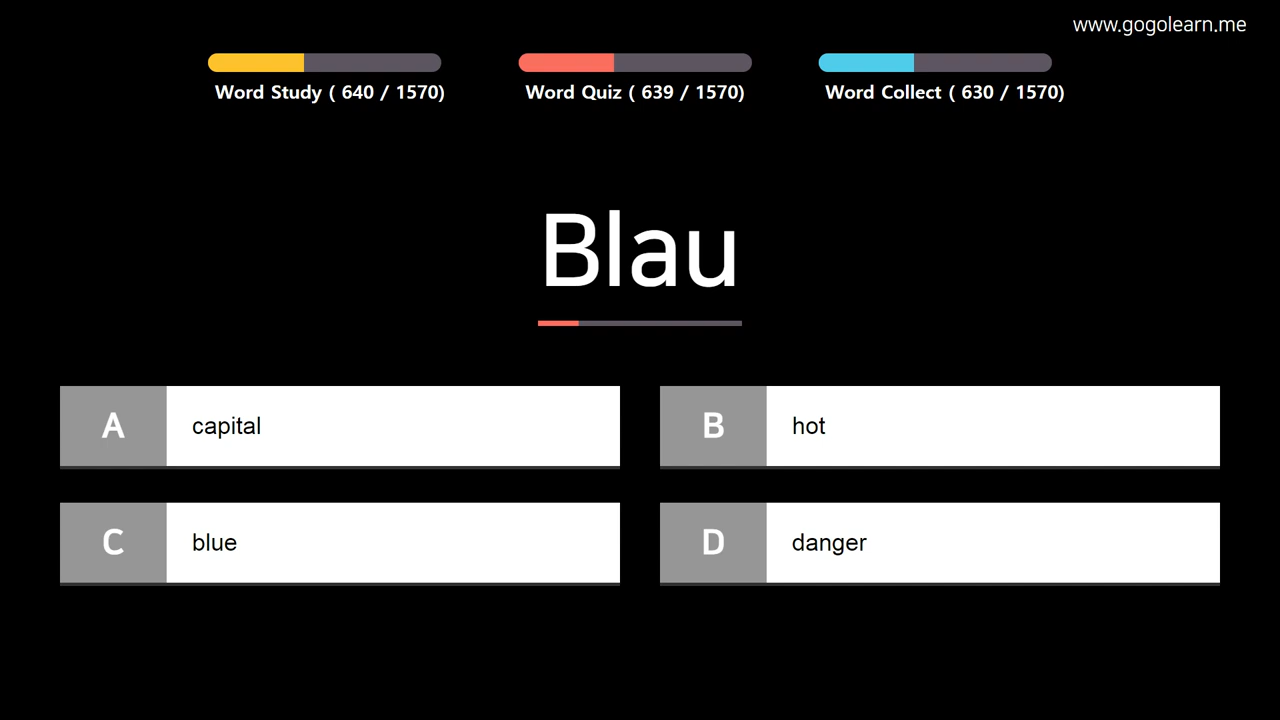 www.gogolearn.me
Word Study ( 640 / 1570)
Word Quiz ( 639 / 1570)
Word Collect ( 630 / 1570)
Blau
A capital
B hot
C blue
D danger